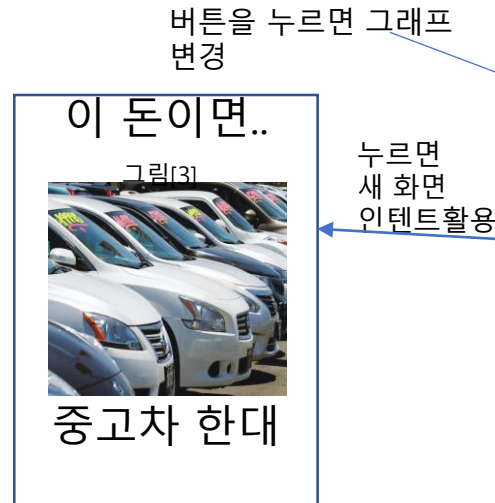 버튼을 누르면 그래프
변경
이 돈이면..
그림[3]
누르면
새 화면
인텐트활용
중고차 한대